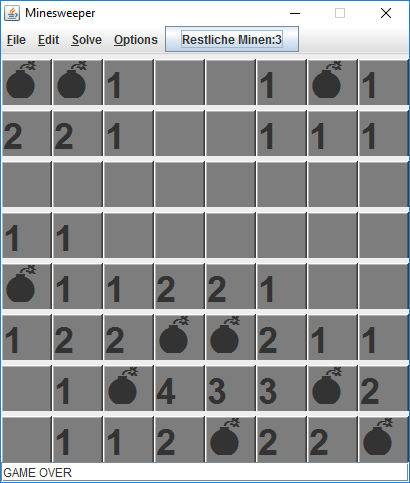 Minesweeper
File Edit Solve Options Restliche Minen:3
1 1 1
2 2 1 1 1 1
1 1
1 1 2 2 1
1 2 2 2 1 1
1 4 3 3 2
1 1 2 2 2
GAME OVER